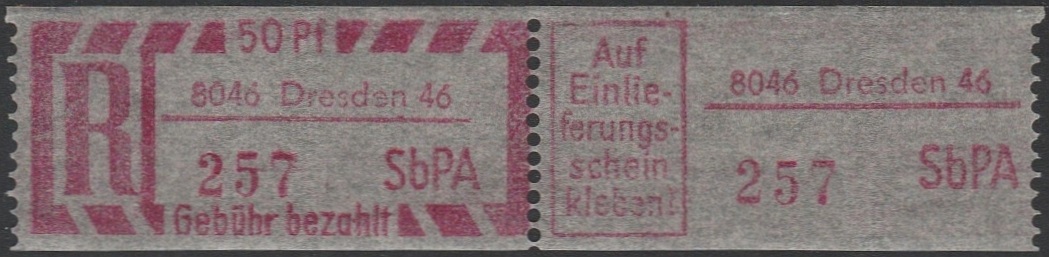 50 Pf
R
8046 Dresden 46
257 SbPA
Gebühr bezahlt
Auf
Einlie-
ferungs-
schein
kleben!
8046 Dresden 46
257 SbPA